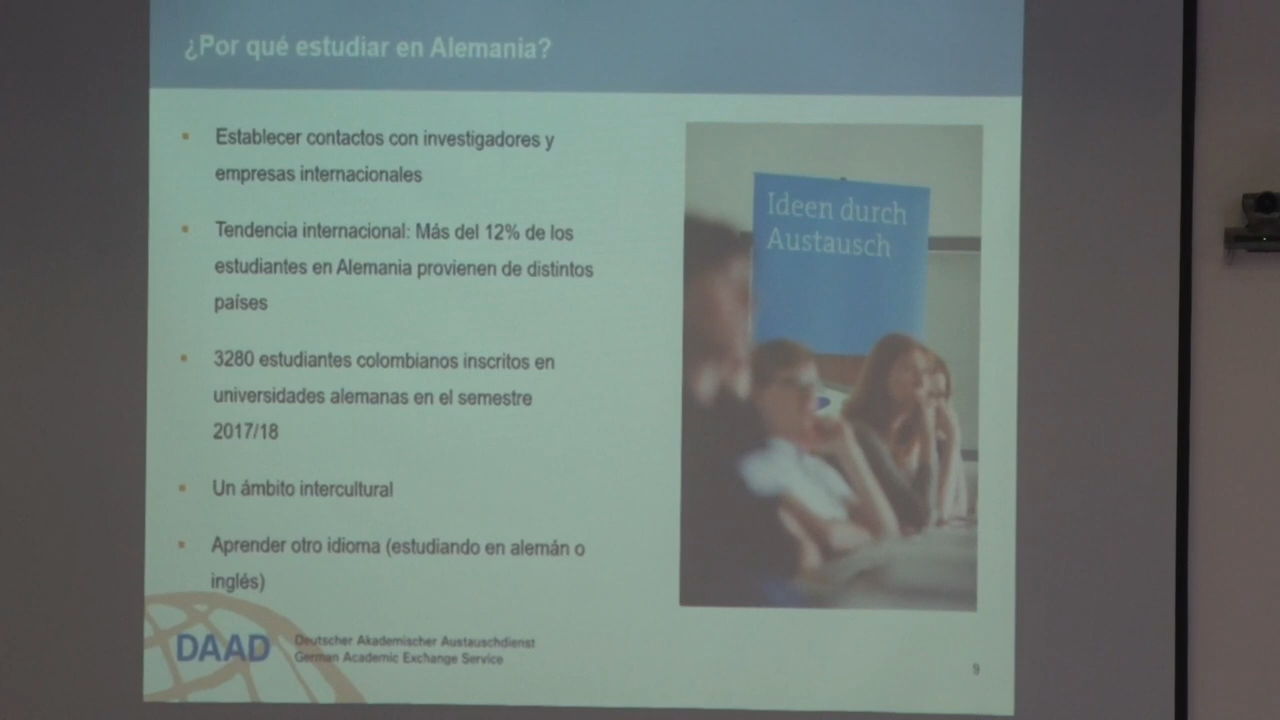 ¿Por qué estudiar en Alemania?
Establecer contactos con investigadores y
empresas internacionales
Tendencia internacional: Más del 12% de los
estudiantes en Alemania provienen de distintos
países
3280 estudiantes colombianos inscritos en
universidades alemanas en el semestre
2017/18
Un ámbito intercultural
Aprender otro idioma (estudiando en alemán o
inglés)
Ideen durch
Austausch
DAAD
Deutscher Akademischer Austauschdienst
German Academic Exchange Service
9